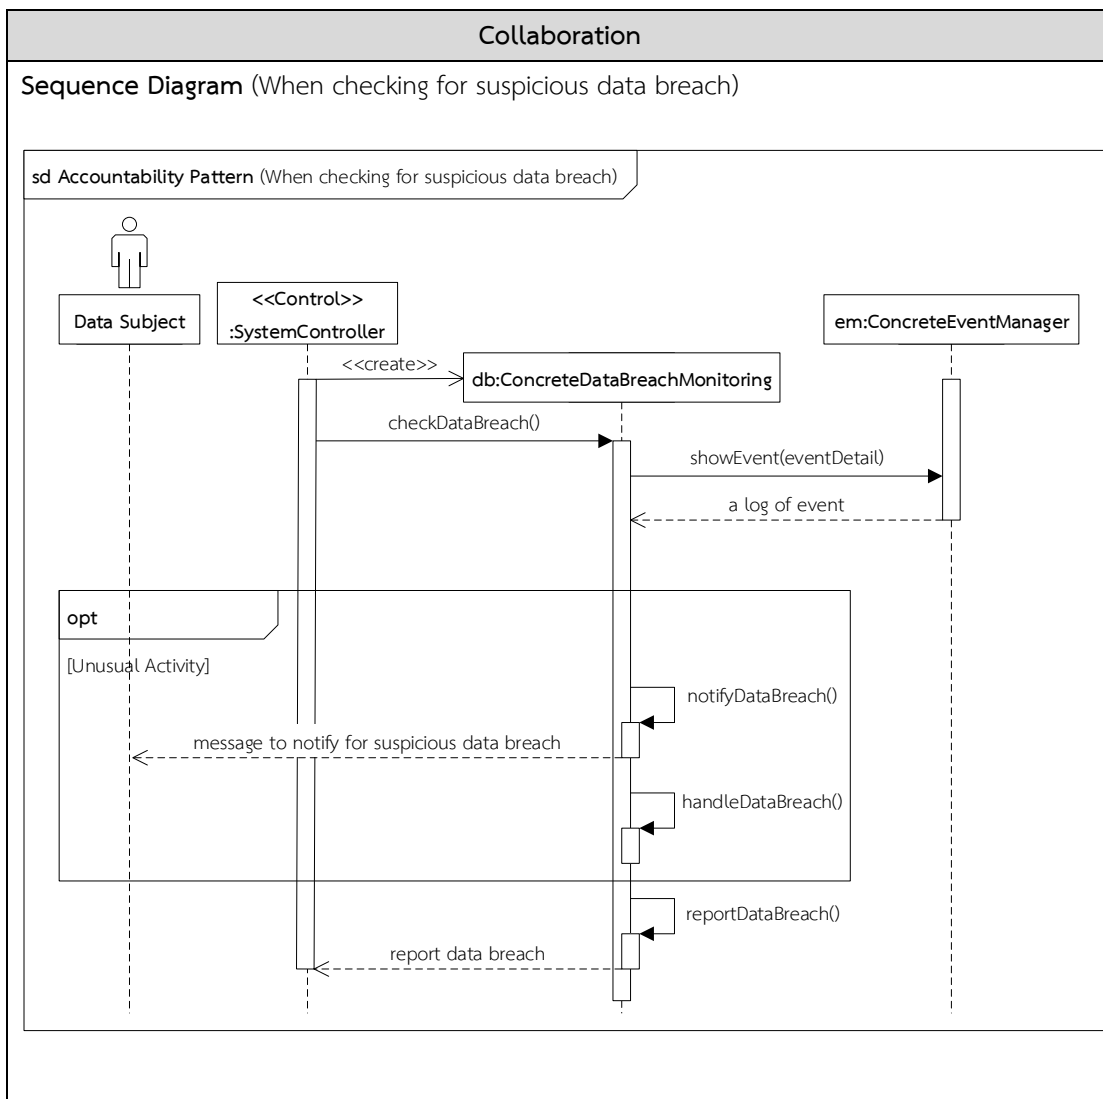 Collaboration
Sequence Diagram (When checking for suspicious data breach)
sd Accountability Pattern (When checking for suspicious data breach)
Data Subject
<<Control>>
:SystemController
em:ConcreteEventManager
<<create>>
db:ConcreteDataBreachMonitoring
checkDataBreach()
showEvent(eventDetail)
a log of event
opt
[Unusual Activity]
notifyDataBreach()
message to notify for suspicious data breach
handleDataBreach()
reportDataBreach()
report data breach